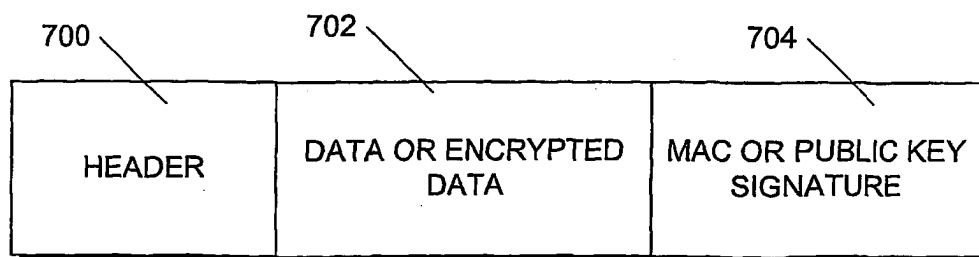 700
702
704
HEADER
DATA OR ENCRYPTED
DATA
MAC OR PUBLIC KEY
SIGNATURE